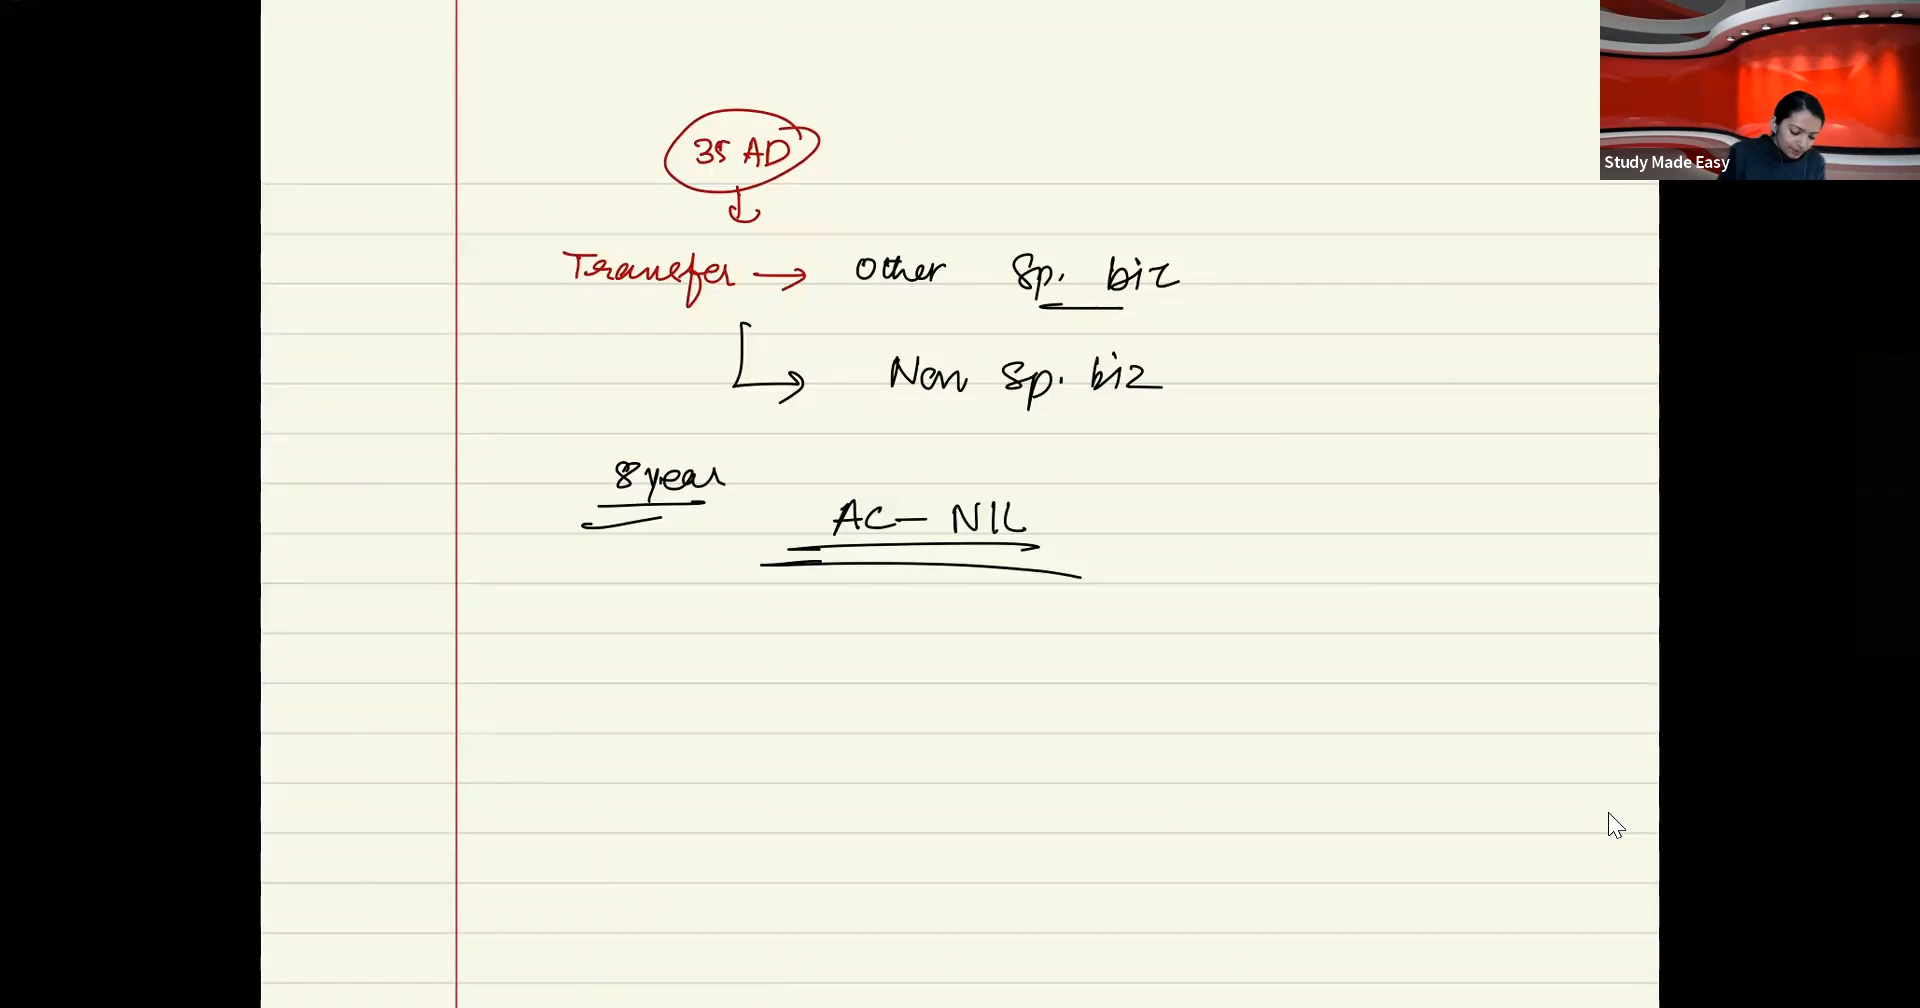 35 AD
Transfer → Other Sp. biz
Non Sp. biz
8 year
AC - NIL
Study Made Easy